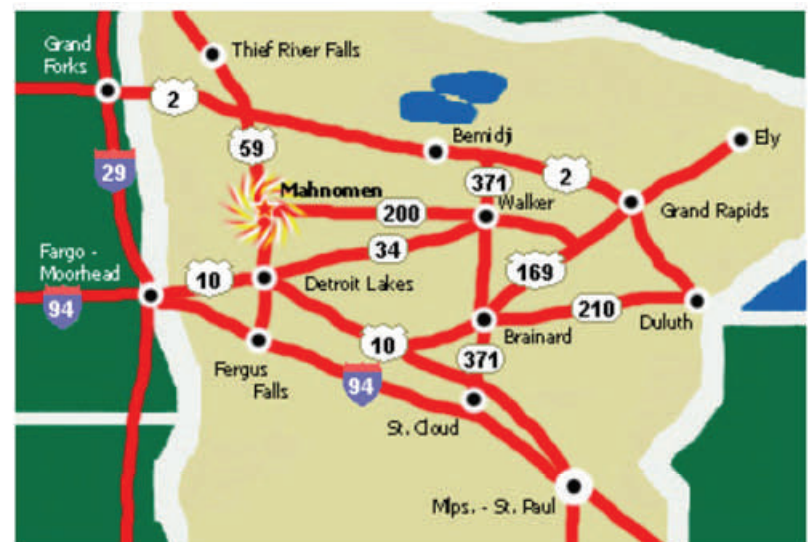 Grand
Forks
Thief River Falls
2
59
Bemidji
Ely
29
371
2
Mahnomen
200
Walker
Grand Rapids
Fargo -
Moorhead
34
10
169
94
Detroit Lakes
210
Duluth
Brainard
10
371
Fergus
Falls
94
St. Cloud
Mlps. - St. Paul